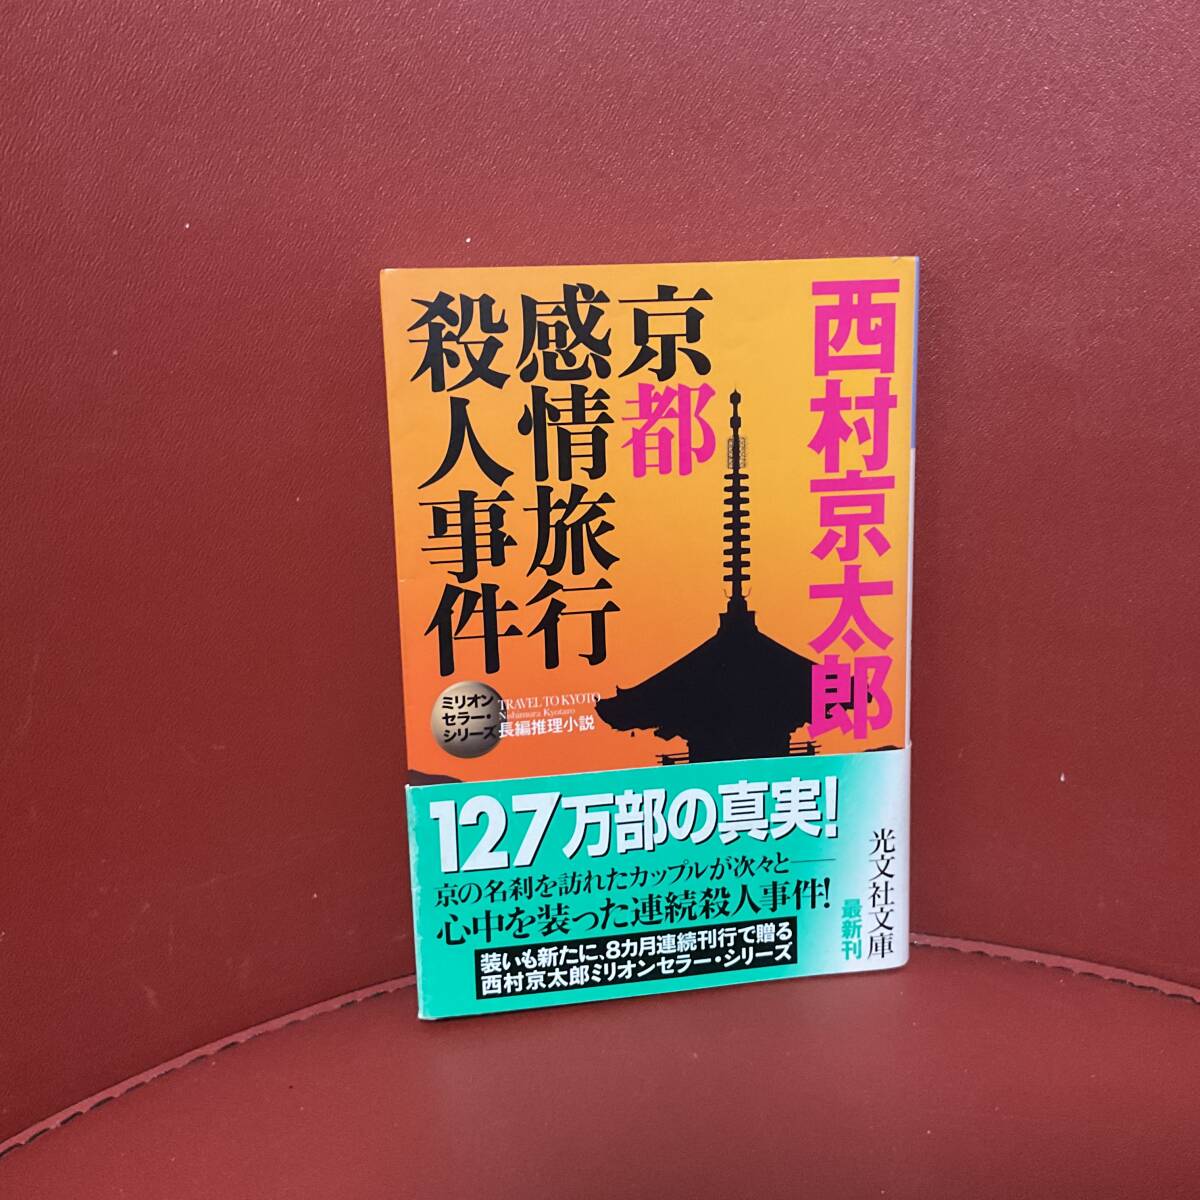 西村京太郎
京都
感情旅行
殺人事件
ミリオン
セラー・
シリーズ
TRAVEL TO KYOTO
Nishimura Kyotaro
長編推理小説
127万部の真実!
京の名刹を訪れたカップルが次々と――
心中を装った連続殺人事件!
装いも新たに、8カ月連続刊行で贈る
西村京太郎ミリオンセラー・シリーズ
光文社文庫
最新刊